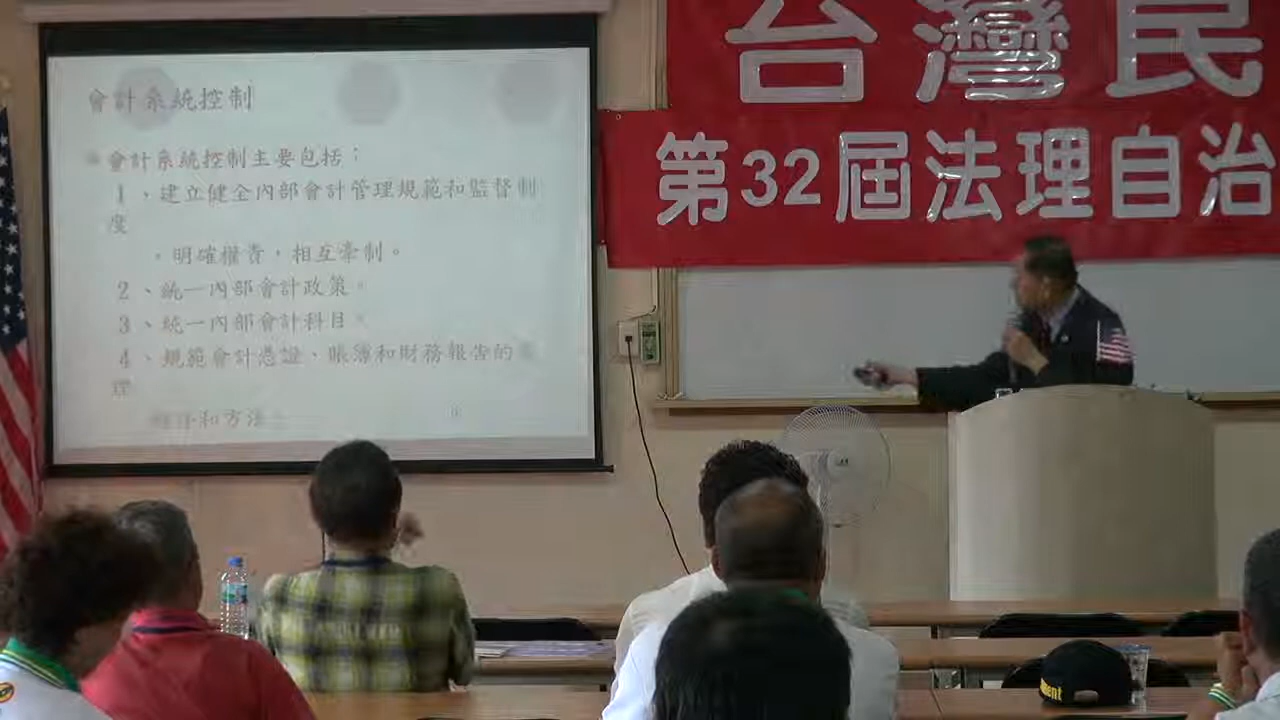 會計系統控制
會計系統控制主要包括：
1、建立健全內部會計管理規範和監督制
度
。明確權責，相互牽制。
2、統一內部會計政策。
3、統一內部會計科目。
4、規範會計憑證、賬簿和財務報告的
理
和方法
台灣民
第32屆法理自治